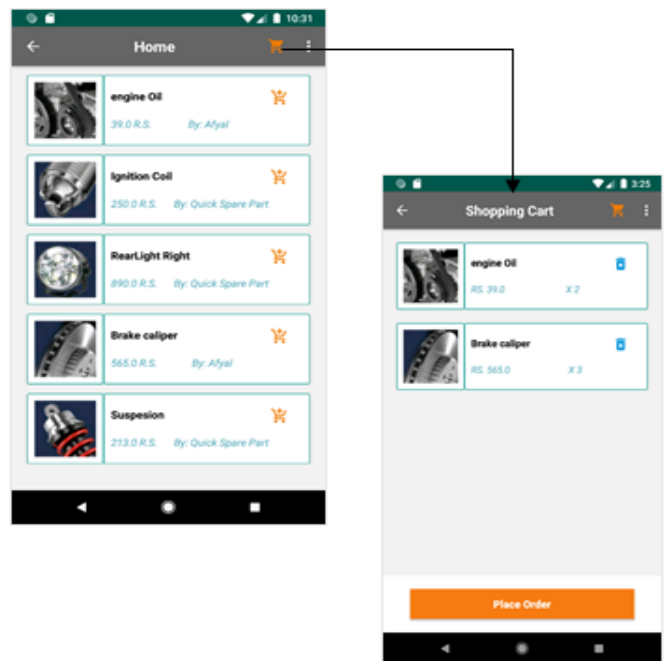 10:31
Home
engine Oil
39.0 R.S. By: Afyal
Ignition Coil
250.0 R.S. By: Quick Spare Part
RearLight Right
890.0 R.S. By: Quick Spare Part
Brake caliper
565.0 R.S. By: Afyal
Suspesion
213.0 R.S. By: Quick Spare Part
3:25
Shopping Cart
engine Oil
RS. 39.0 X 2
Brake caliper
RS. 565.0 X 3
Place Order